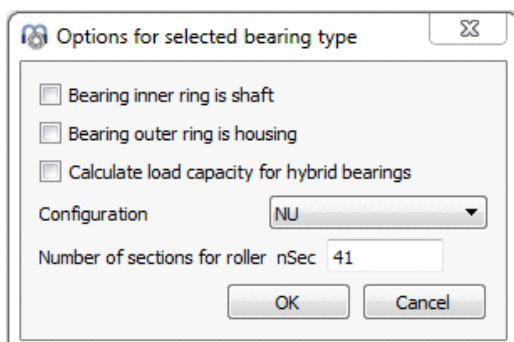 Options for selected bearing type
Bearing inner ring is shaft
Bearing outer ring is housing
Calculate load capacity for hybrid bearings
Configuration NU
Number of sections for roller nSec 41
OK Cancel